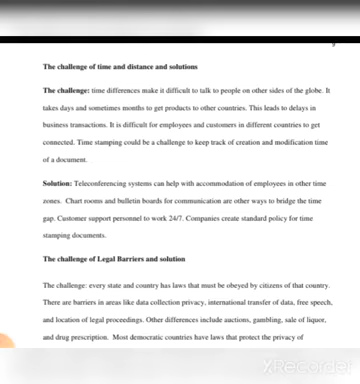 9
The challenge of time and distance and solutions
The challenge: time differences make it difficult to talk to people on other sides of the globe. It
takes days and sometimes months to get products to other countries. This leads to delays in
business transactions. It is difficult for employees and customers in different countries to get
connected. Time stamping could be a challenge to keep track of creation and modification time
of a document.
Solution: Teleconferencing systems can help with accommodation of employees in other time
zones. Chart rooms and bulletin boards for communication are other ways to bridge the time
gap. Customer support personnel to work 24/7. Companies create standard policy for time
stamping documents.
The challenge of Legal Barriers and solution
The challenge: every state and country has laws that must be obeyed by citizens of that country.
There are barriers in areas like data collection privacy, international transfer of data, free speech,
and location of legal proceedings. Other differences include auctions, gambling, sale of liquor,
and drug prescription. Most democratic countries have laws that protect the privacy of
XRecorder